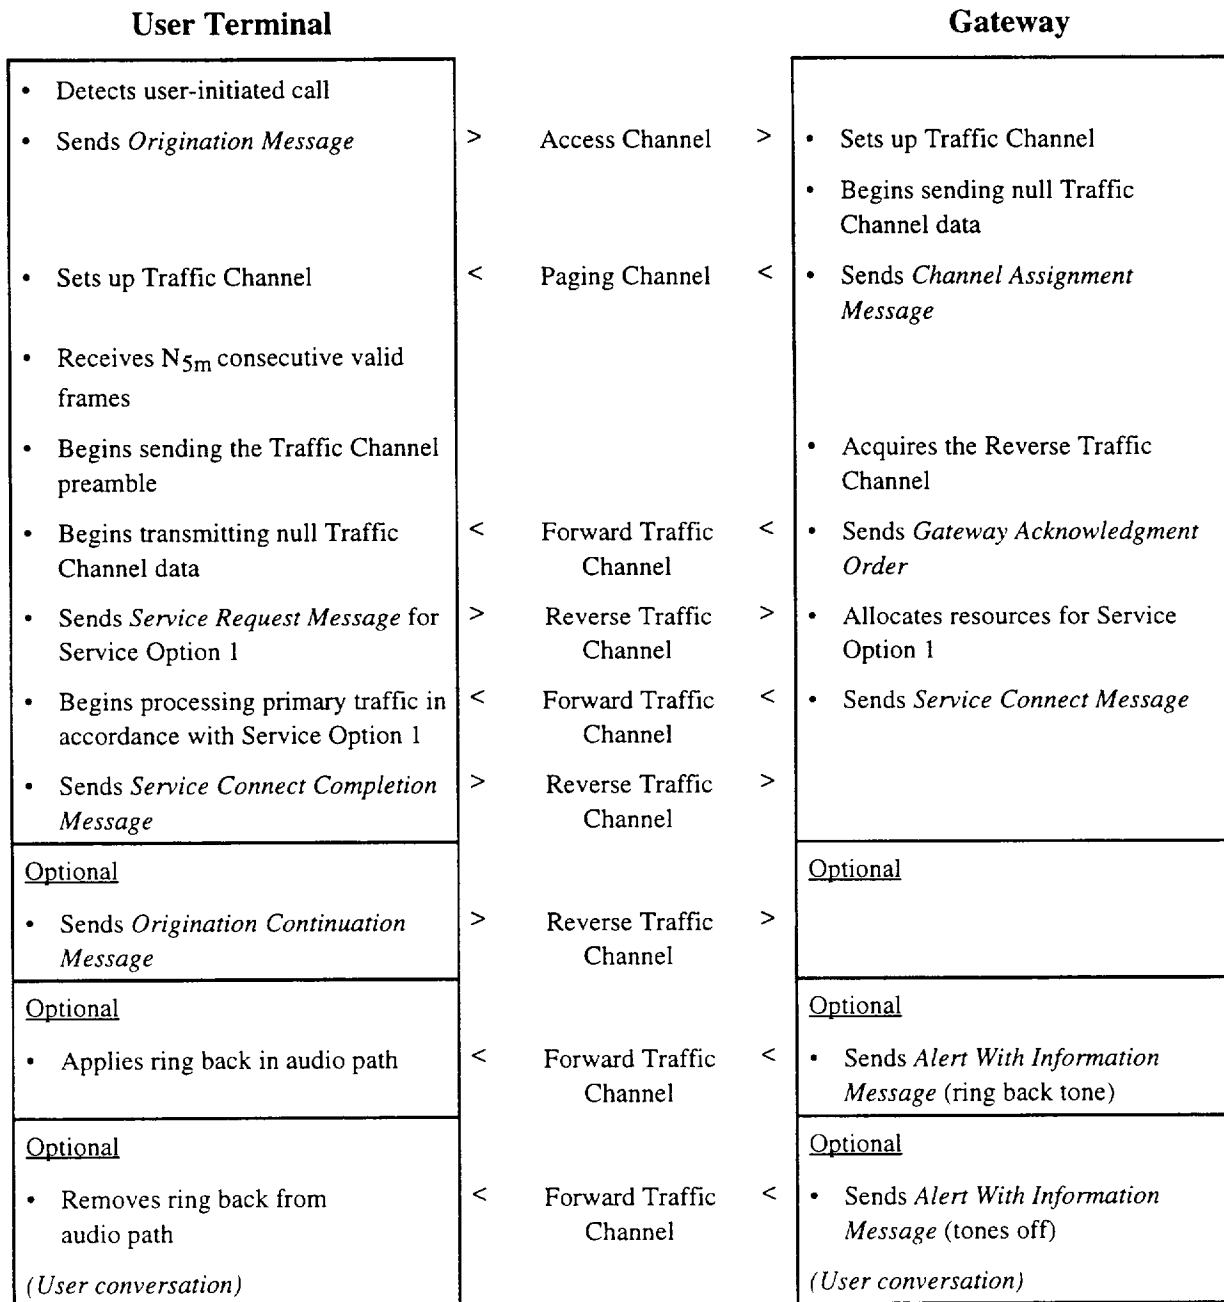 User Terminal Gateway
• Detects user-initiated call
• Sends Origination Message > Access Channel > • Sets up Traffic Channel
• Begins sending null Traffic
Channel data
• Sets up Traffic Channel < Paging Channel < • Sends Channel Assignment
Message
• Receives N5m consecutive valid
frames
• Begins sending the Traffic Channel • Acquires the Reverse Traffic
preamble Channel
• Begins transmitting null Traffic < Forward Traffic < • Sends Gateway Acknowledgment
Channel data Channel Order
• Sends Service Request Message for > Reverse Traffic > • Allocates resources for Service
Service Option 1 Channel Option 1
• Begins processing primary traffic in < Forward Traffic < • Sends Service Connect Message
accordance with Service Option 1 Channel
• Sends Service Connect Completion > Reverse Traffic >
Message Channel
Optional Optional
• Sends Origination Continuation > Reverse Traffic >
Message Channel
Optional Optional
• Applies ring back in audio path < Forward Traffic < • Sends Alert With Information
Channel Message (ring back tone)
Optional Optional
• Removes ring back from < Forward Traffic < • Sends Alert With Information
audio path Channel Message (tones off)
(User conversation) (User conversation)